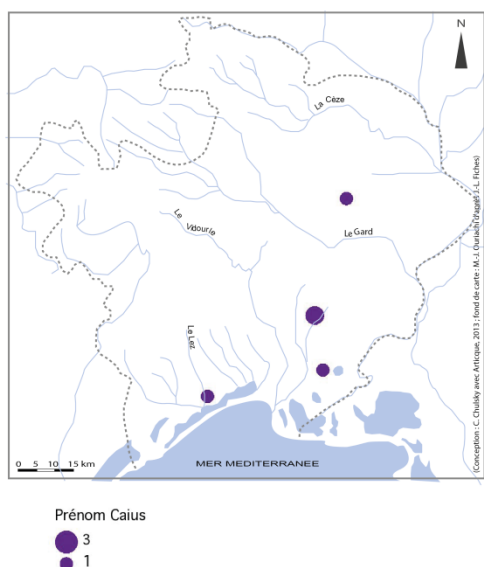 N
La Cèze
Le Gard
Le Vidourle
Le Lez
MER MEDITERRANEE
0 5 10 15 km
(Conception : C. Chulsky avec Articque, 2013 ; fond de carte : M.-J. Ouriachi d'après J.-L. Fiches)
Prénom Caius
3
1